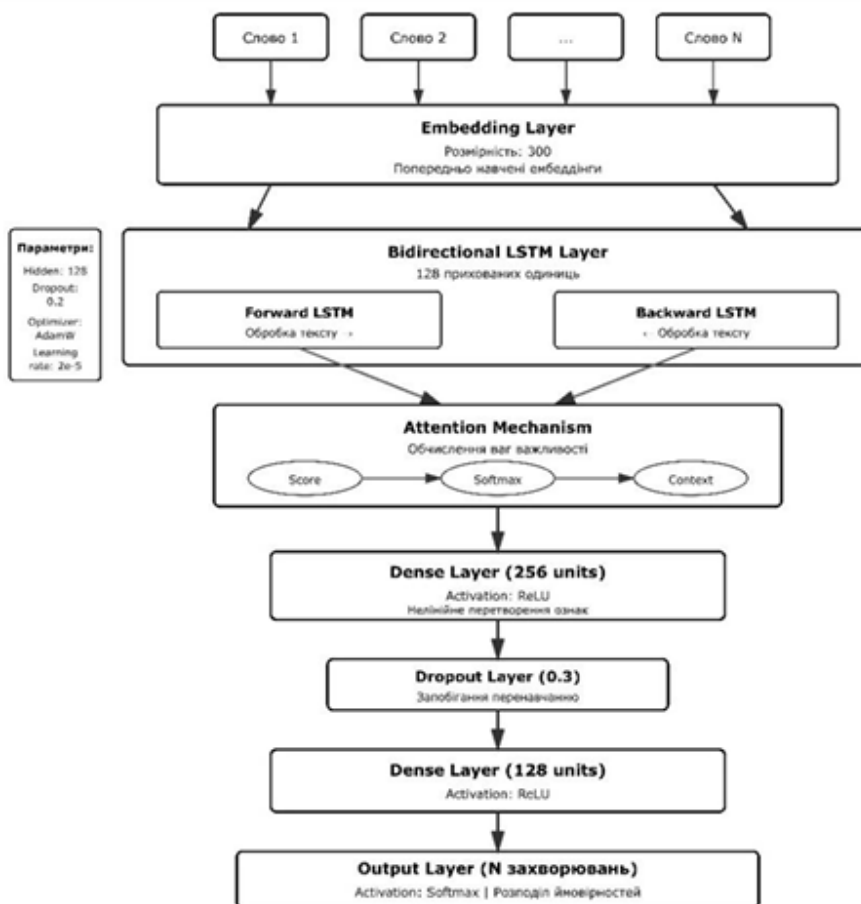 Слово 1
Слово 2
...
Слово N
Embedding Layer
Розмірність: 300
Попередньо навчені ембеддінги
Параметри:
Hidden: 128
Dropout:
0.2
Optimizer:
AdamW
Learning
rate: 2e-5
Bidirectional LSTM Layer
128 прихованих одиниць
Forward LSTM
Обробка тексту →
Backward LSTM
← Обробка тексту
Attention Mechanism
Обчислення ваг важливості
Score
Softmax
Context
Dense Layer (256 units)
Activation: ReLU
Нелінійне перетворення ознак
Dropout Layer (0.3)
Запобігання перенавчанню
Dense Layer (128 units)
Activation: ReLU
Output Layer (N захворювань)
Activation: Softmax | Розподіл ймовірностей